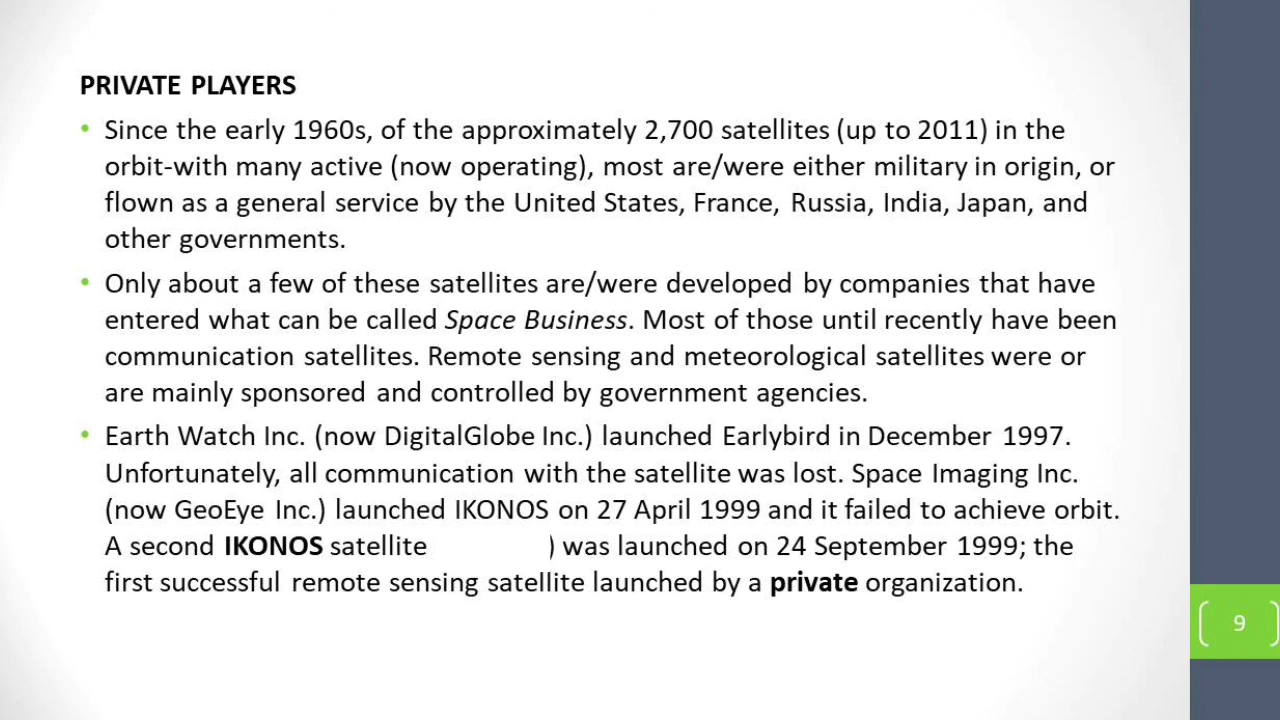 PRIVATE PLAYERS
• Since the early 1960s, of the approximately 2,700 satellites (up to 2011) in the
orbit-with many active (now operating), most are/were either military in origin, or
flown as a general service by the United States, France, Russia, India, Japan, and
other governments.
• Only about a few of these satellites are/were developed by companies that have
entered what can be called Space Business. Most of those until recently have been
communication satellites. Remote sensing and meteorological satellites were or
are mainly sponsored and controlled by government agencies.
• Earth Watch Inc. (now DigitalGlobe Inc.) launched Earlybird in December 1997.
Unfortunately, all communication with the satellite was lost. Space Imaging Inc.
(now GeoEye Inc.) launched IKONOS on 27 April 1999 and it failed to achieve orbit.
A second IKONOS satellite ) was launched on 24 September 1999; the
first successful remote sensing satellite launched by a private organization.
9